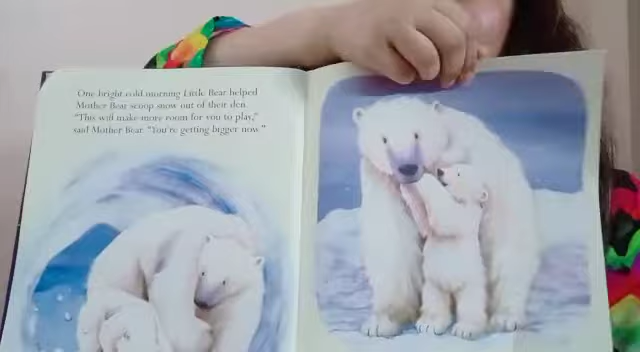 One bright cold morning Little Bear helped
Mother Bear scoop snow out of their den.
"This will make more room for you to play,"
said Mother Bear. "You're getting bigger now."